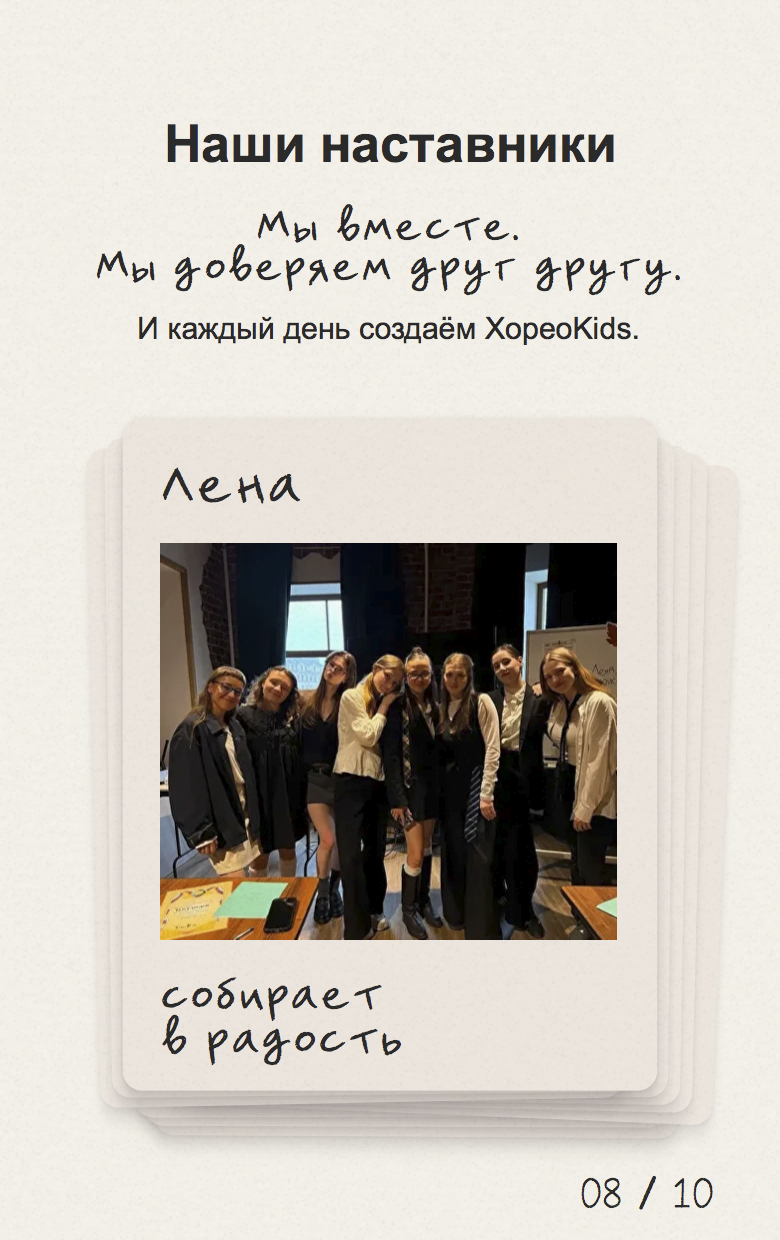 Наши наставники
Мы вместе.
Мы доверяем друг другу.
И каждый день создаём ХореоKids.
Лена
собирает
в радость
08 / 10